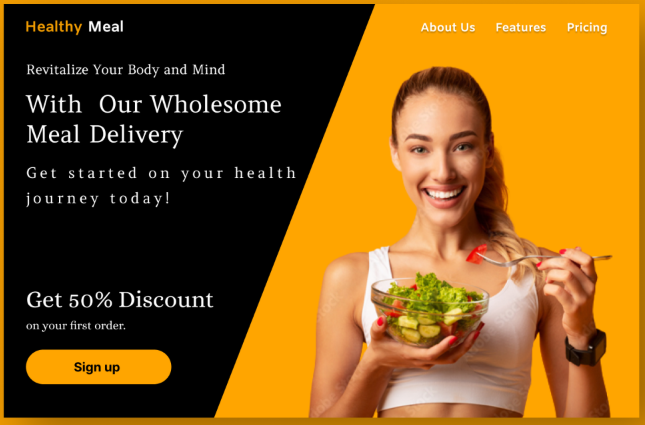 Healthy Meal
About Us Features Pricing
Revitalize Your Body and Mind
With Our Wholesome
Meal Delivery
Get started on your health
journey today!
Get 50% Discount
on your first order.
Sign up